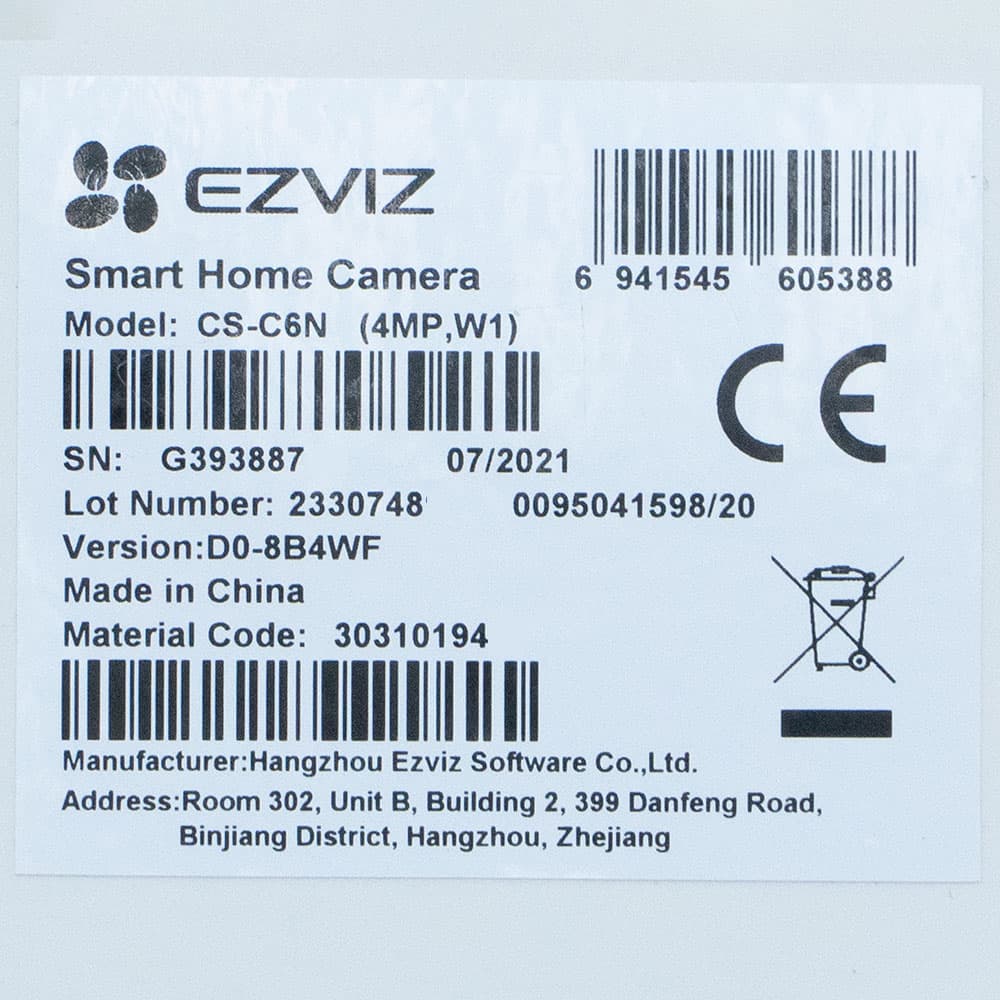 EZVIZ
6 941545 605388
Smart Home Camera
Model: CS-C6N (4MP,W1)
CE
SN: G393887 07/2021
Lot Number: 2330748 0095041598/20
Version:D0-8B4WF
Made in China
Material Code: 30310194
Manufacturer:Hangzhou Ezviz Software Co.,Ltd.
Address:Room 302, Unit B, Building 2, 399 Danfeng Road,
Binjiang District, Hangzhou, Zhejiang